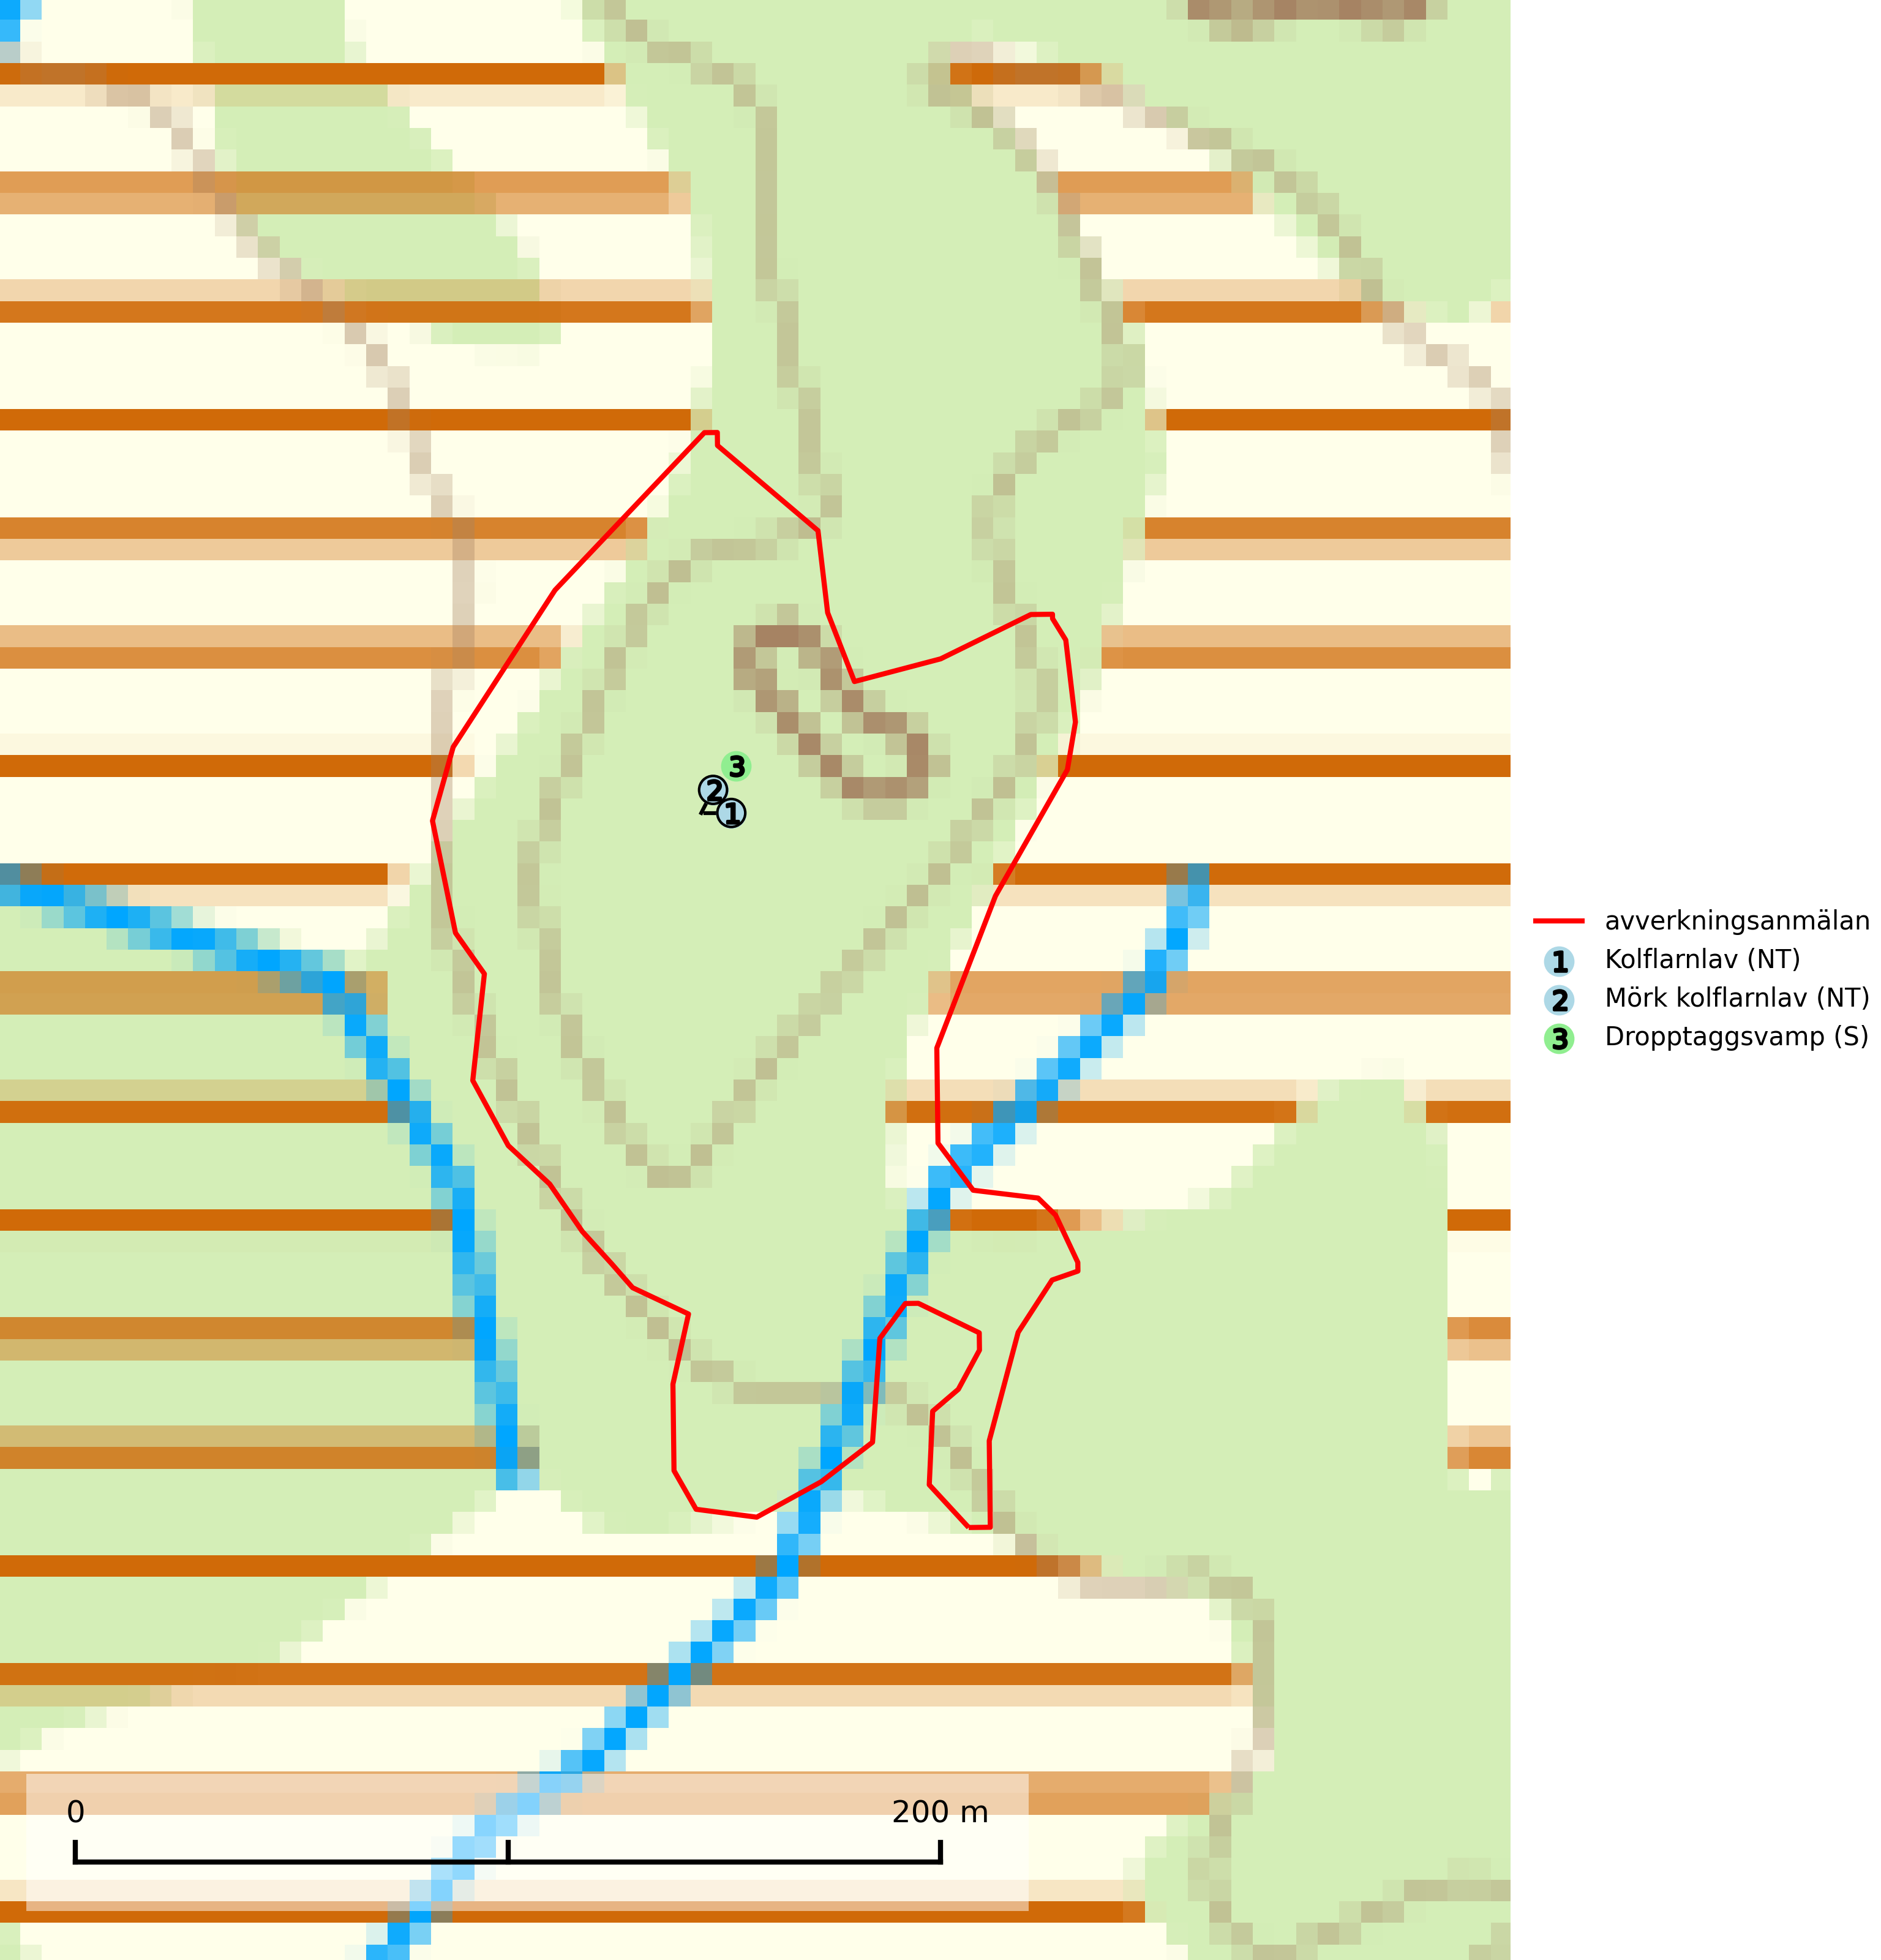 3
2
1
avverkningsanmälan
1 Kolflarnlav (NT)
2 Mörk kolflarnlav (NT)
3 Dropptaggsvamp (S)
0 200 m